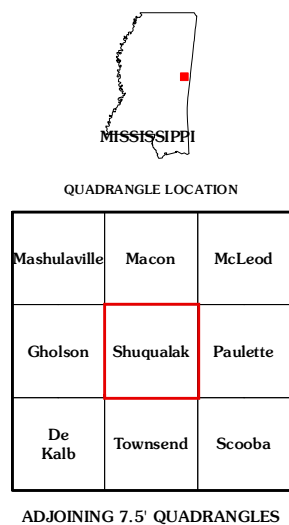 MISSISSIPPI
QUADRANGLE LOCATION
Mashulaville Macon McLeod
Gholson Shuqualak Paulette
De
Kalb Townsend Scooba
ADJOINING 7.5' QUADRANGLES